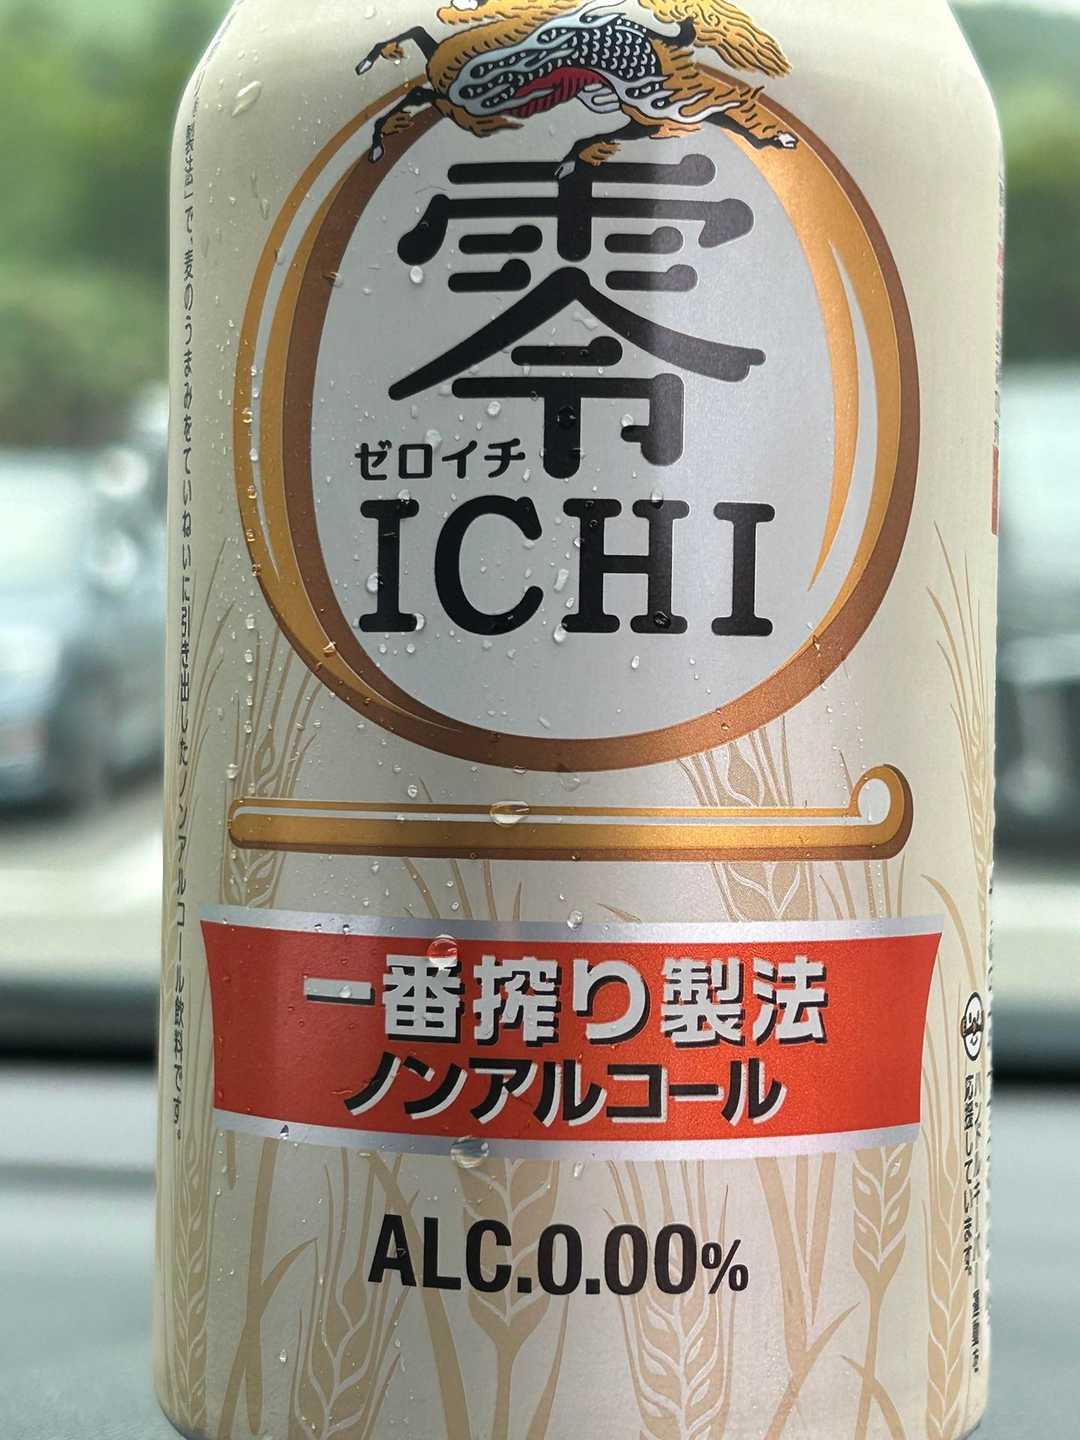 零
ゼロイチ
ICHI
一番搾り製法
ノンアルコール
ALC.0.00%
製法」で、麦のうまみをていねいに引き出したノンアルコール飲料です。